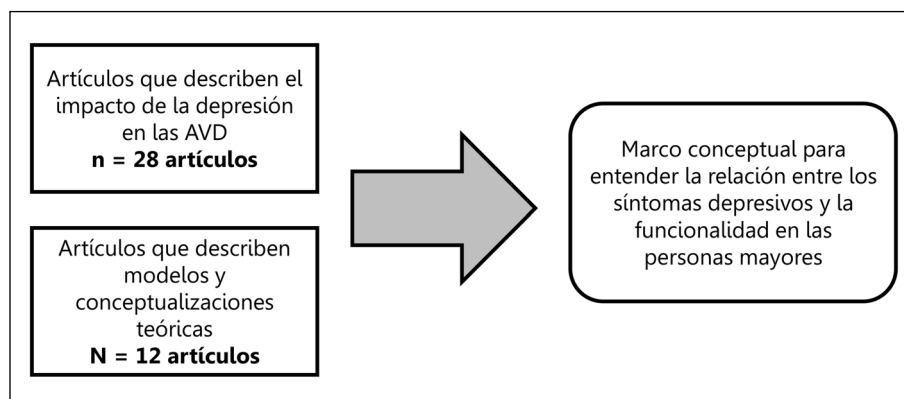 Artículos que describen el
impacto de la depresión
en las AVD
n = 28 artículos
Artículos que describen
modelos y
conceptualizaciones
teóricas
N = 12 artículos
Marco conceptual para
entender la relación entre los
síntomas depresivos y la
funcionalidad en las
personas mayores